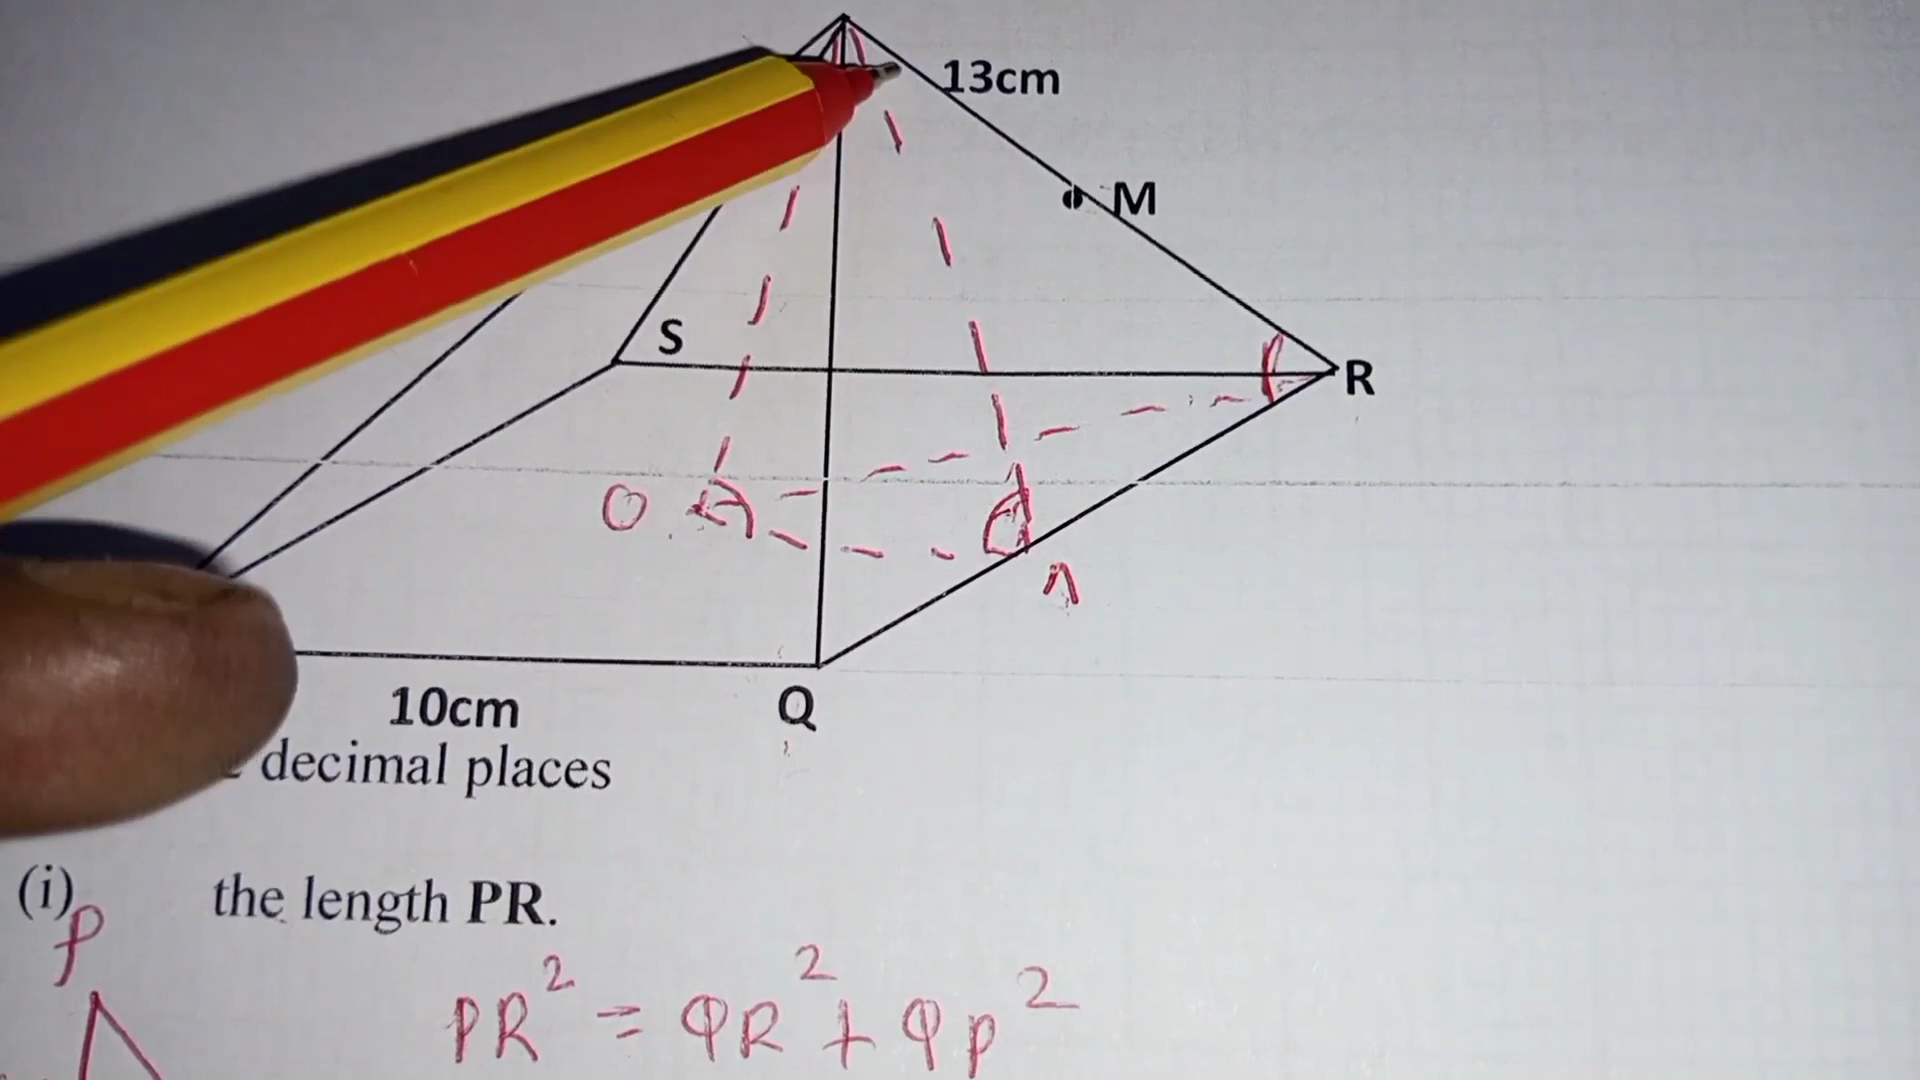 13cm
M
S
R
O
n
10cm
Q
decimal places
(i) the length PR.
P
PR² = QR² + QP²